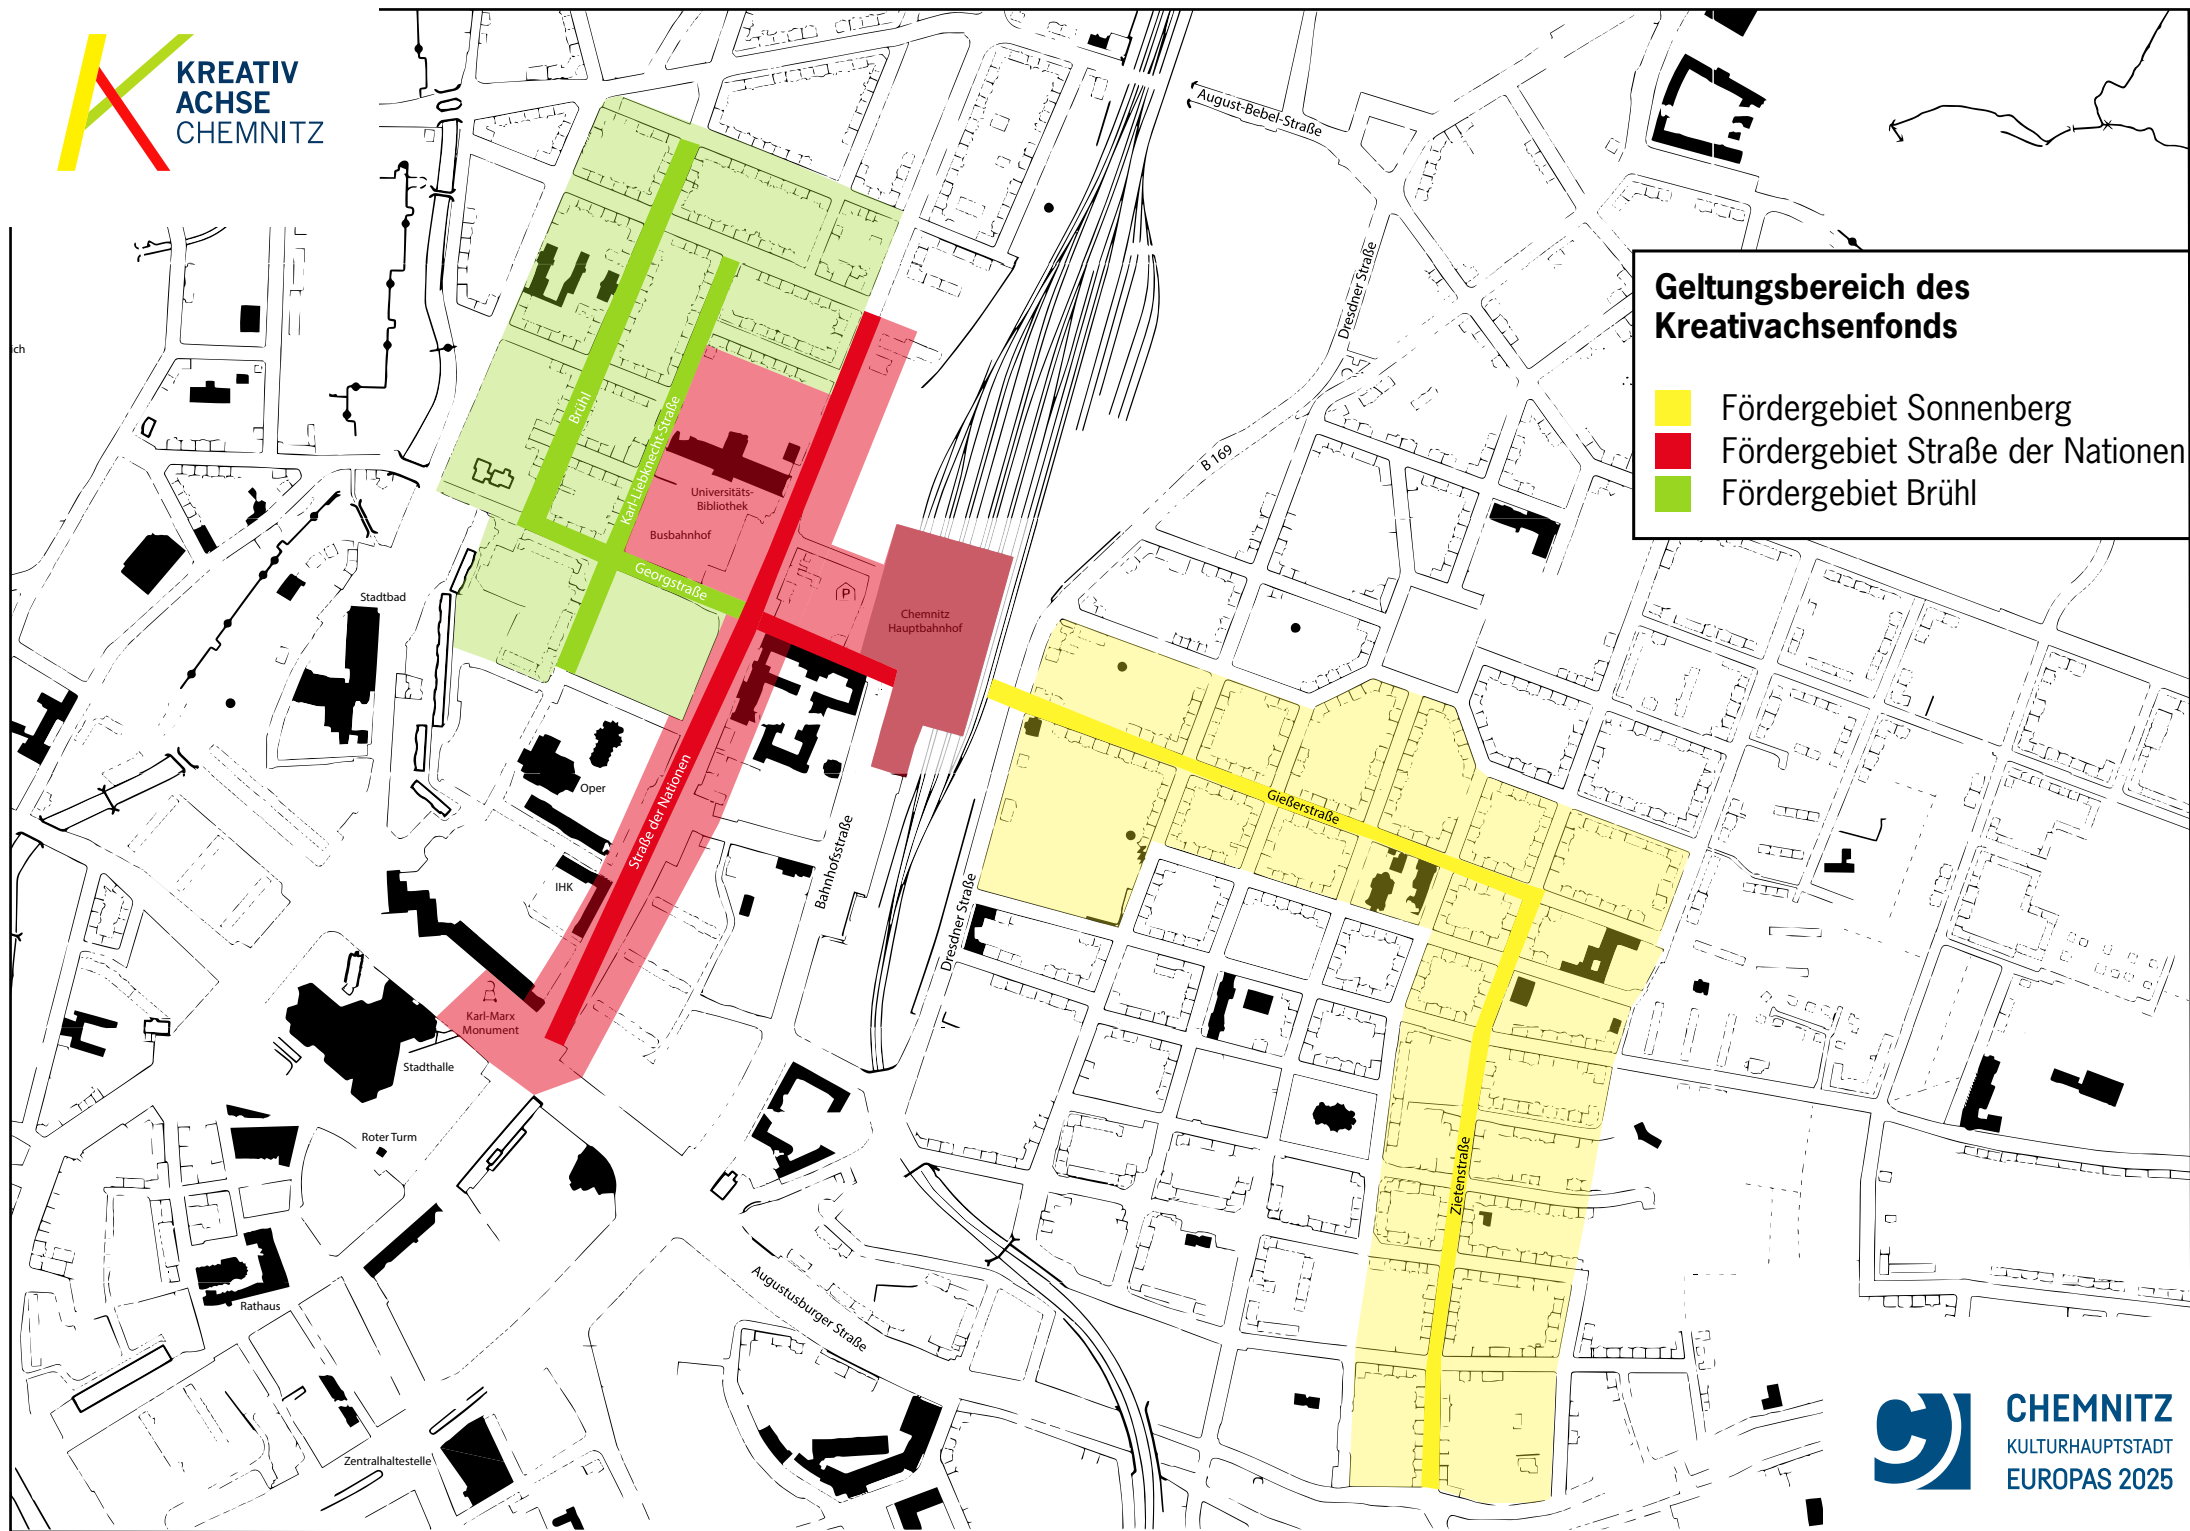 KREATIV
ACHSE
CHEMNITZ
August-Bebel-Straße
Dresdner Straße
Geltungsbereich des
Kreativachsenfonds
Fördergebiet Sonnenberg
Fördergebiet Straße der Nationen
Fördergebiet Brühl
ich
Brühl
Karl-Liebknecht-Straße
B 169
Universitäts-
Bibliothek
Busbahnhof
Georgstraße
P
Stadtbad
Chemnitz
Hauptbahnhof
Oper
Straße der Nationen
Gießerstraße
IHK
Bahnhofsstraße
Dresdner Straße
Karl-Marx
Monument
Stadthalle
Roter Turm
Zietenstraße
Rathaus
Augustusburger Straße
Zentralhaltestelle
CHEMNITZ
KULTURHAUPTSTADT
EUROPAS 2025